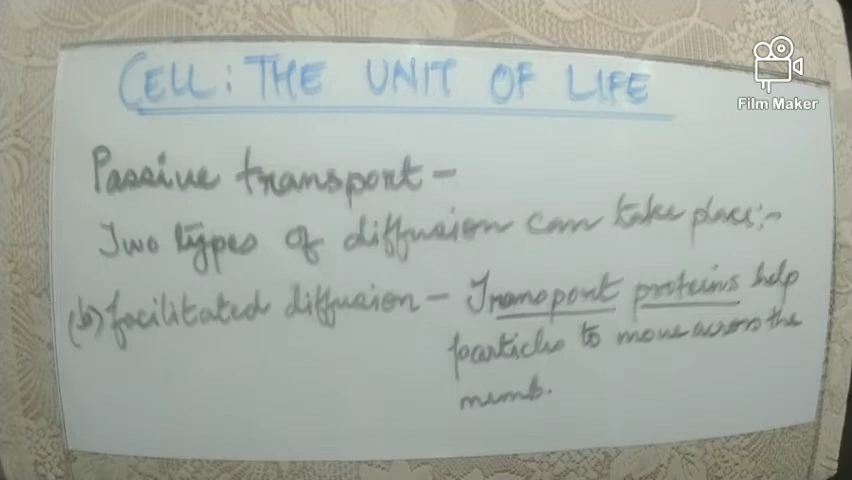 CELL: THE UNIT OF LIFE
Film Maker
Passive transport -
Two types of diffusion can take place:-
(b) facilitated diffusion - Transport proteins help
particles to move across the
memb.